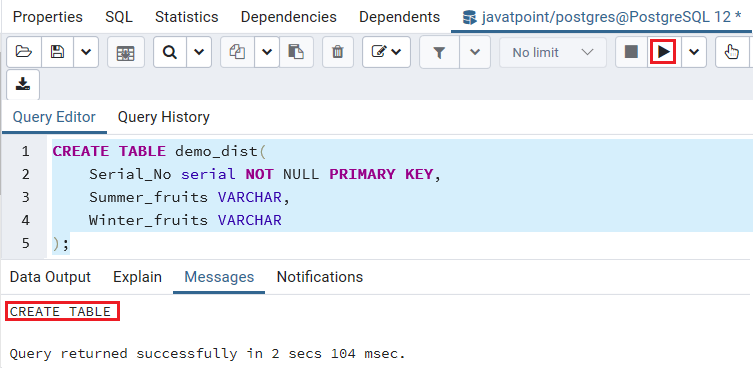 Properties SQL Statistics Dependencies Dependents javatpoint/postgres@PostgreSQL 12 *
No limit
Query Editor Query History
1 CREATE TABLE demo_dist(
2 Serial_No serial NOT NULL PRIMARY KEY,
3 Summer_fruits VARCHAR,
4 Winter_fruits VARCHAR
5 );
Data Output Explain Messages Notifications
CREATE TABLE
Query returned successfully in 2 secs 104 msec.